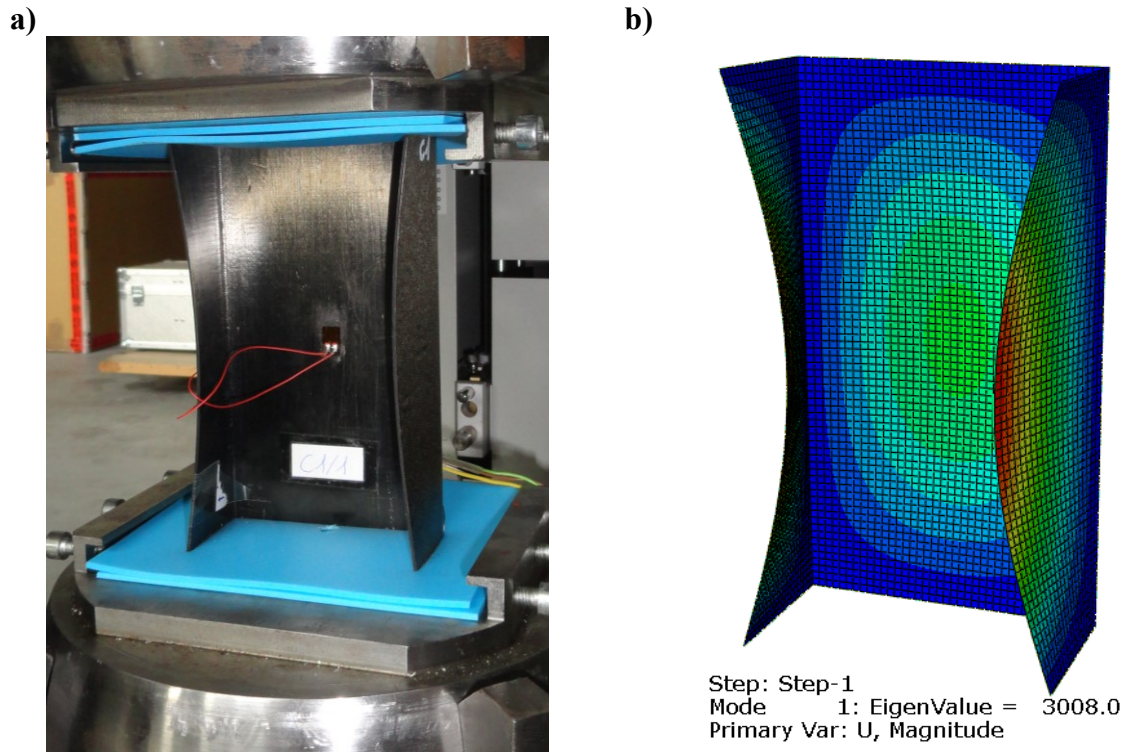 a)
b)
C1/1
Step: Step-1
Mode 1: EigenValue = 3008.0
Primary Var: U, Magnitude